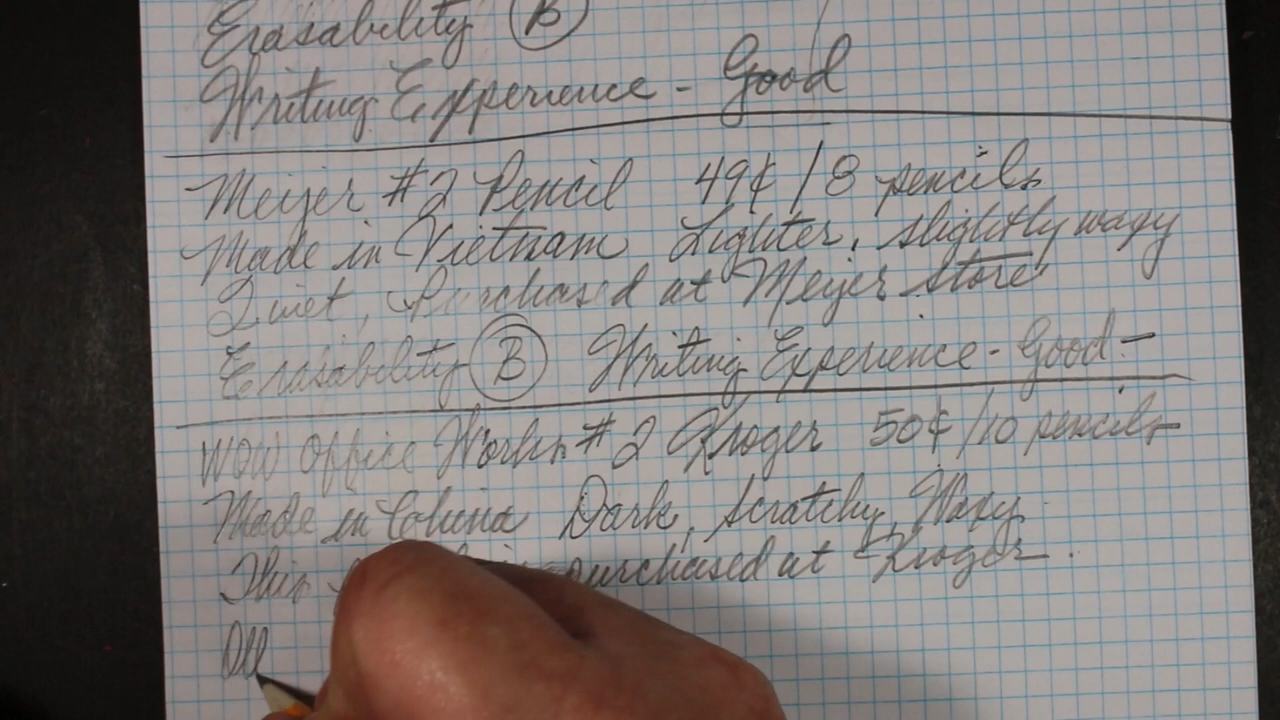 Erasability B
Writing Experience - Good
Meijer #2 Pencil 49¢ / 8 pencils
Made in Vietnam Lighter, slightly waxy
Quiet, Purchased at Meijer store
Erasability B Writing Experience - Good -
WOW Office Works #2 Kroger 50¢ / 10 pencils
Made in China Dark, Scratchy, Waxy
This purchased at Kroger.
All